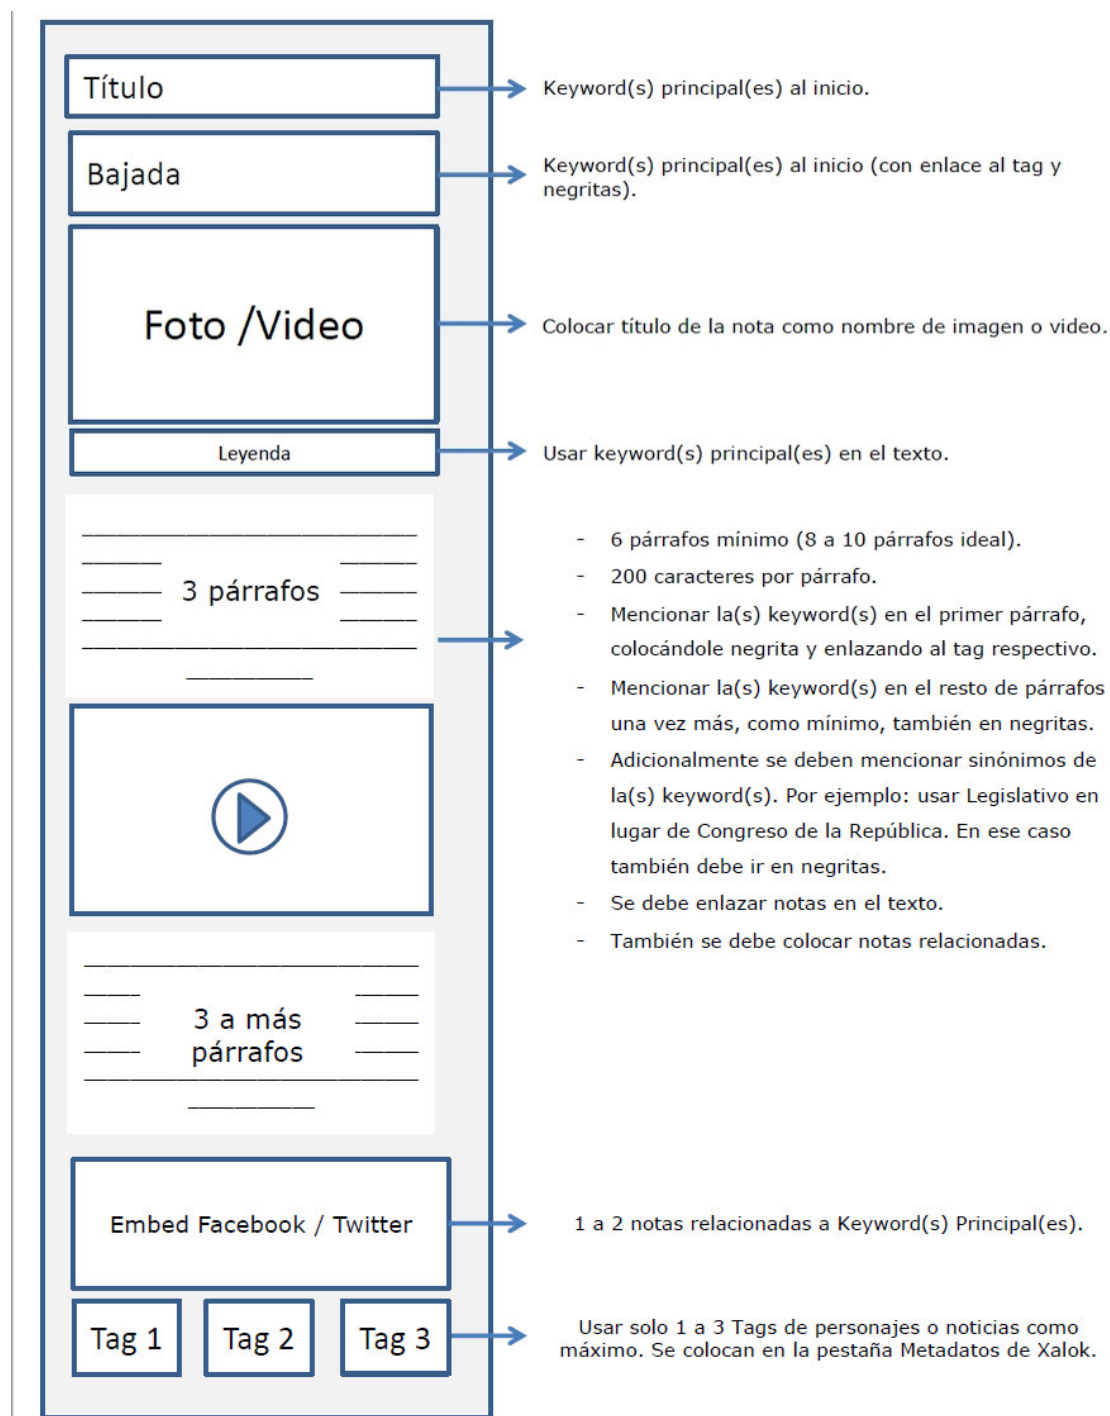 Título
Keyword(s) principal(es) al inicio.
Bajada
Keyword(s) principal(es) al inicio (con enlace al tag y
negritas).
Foto /Video
Colocar título de la nota como nombre de imagen o video.
Leyenda
Usar keyword(s) principal(es) en el texto.
3 párrafos
- 6 párrafos mínimo (8 a 10 párrafos ideal).
- 200 caracteres por párrafo.
- Mencionar la(s) keyword(s) en el primer párrafo,
colocándole negrita y enlazando al tag respectivo.
- Mencionar la(s) keyword(s) en el resto de párrafos
una vez más, como mínimo, también en negritas.
- Adicionalmente se deben mencionar sinónimos de
la(s) keyword(s). Por ejemplo: usar Legislativo en
lugar de Congreso de la República. En ese caso
también debe ir en negritas.
- Se debe enlazar notas en el texto.
- También se debe colocar notas relacionadas.
3 a más
párrafos
Embed Facebook / Twitter
1 a 2 notas relacionadas a Keyword(s) Principal(es).
Tag 1
Tag 2
Tag 3
Usar solo 1 a 3 Tags de personajes o noticias como
máximo. Se colocan en la pestaña Metadatos de Xalok.